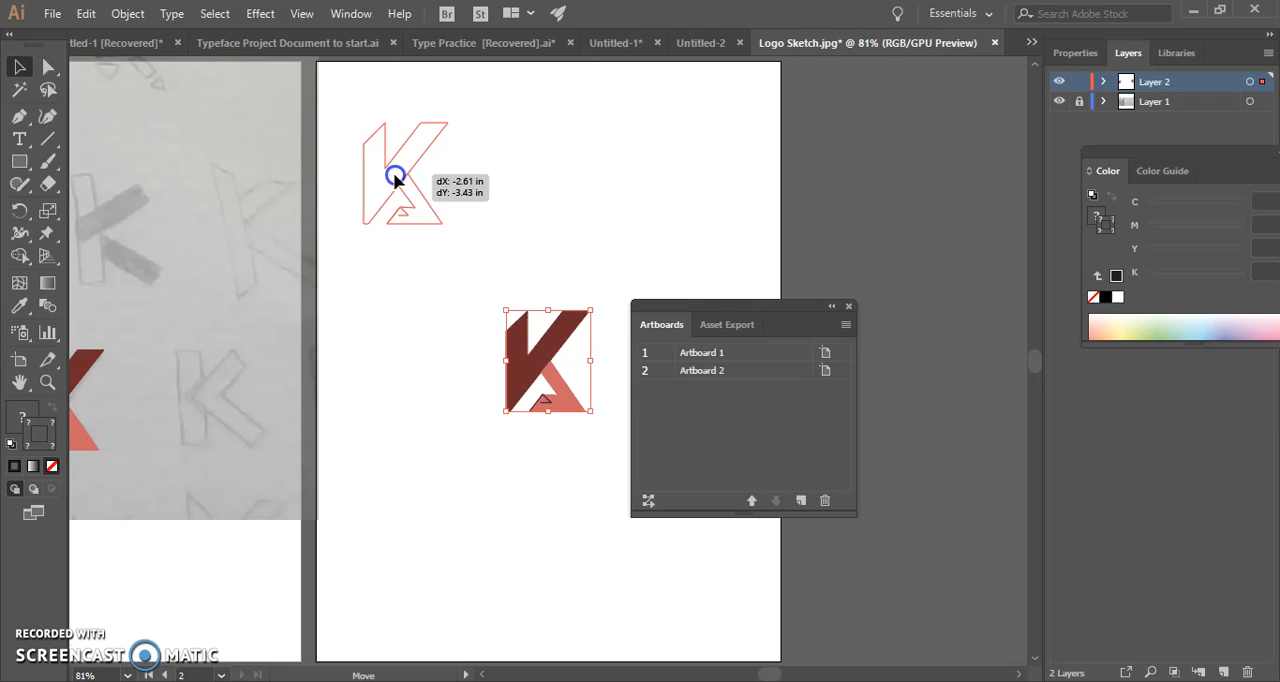 Ai File Edit Object Type Select Effect View Window Help Br St Essentials Search Adobe Stock
tled-1 [Recovered]* × Typeface Project Document to start.ai × Type Practice [Recovered].ai* × Untitled-1* × Untitled-2 × Logo Sketch.jpg* @ 81% (RGB/GPU Preview) ×
Properties Layers Libraries
Layer 2
Layer 1
Color Color Guide
C
M
Y
K
dX: -2.61 in
dY: -3.43 in
K
K
K
K
Artboards Asset Export
1 Artboard 1
2 Artboard 2
? ?
? ?
? ?
RECORDED WITH
SCREENCAST MATIC
81% 2 Move 2 Layers